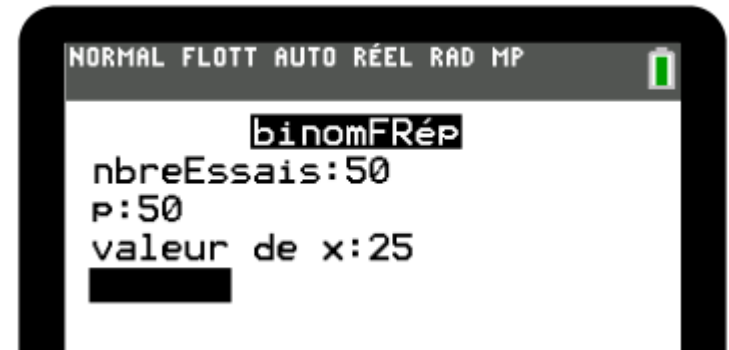 NORMAL FLOTT AUTO RÉEL RAD MP
binomFRép
nbreEssais:50
p:50
valeur de x:25